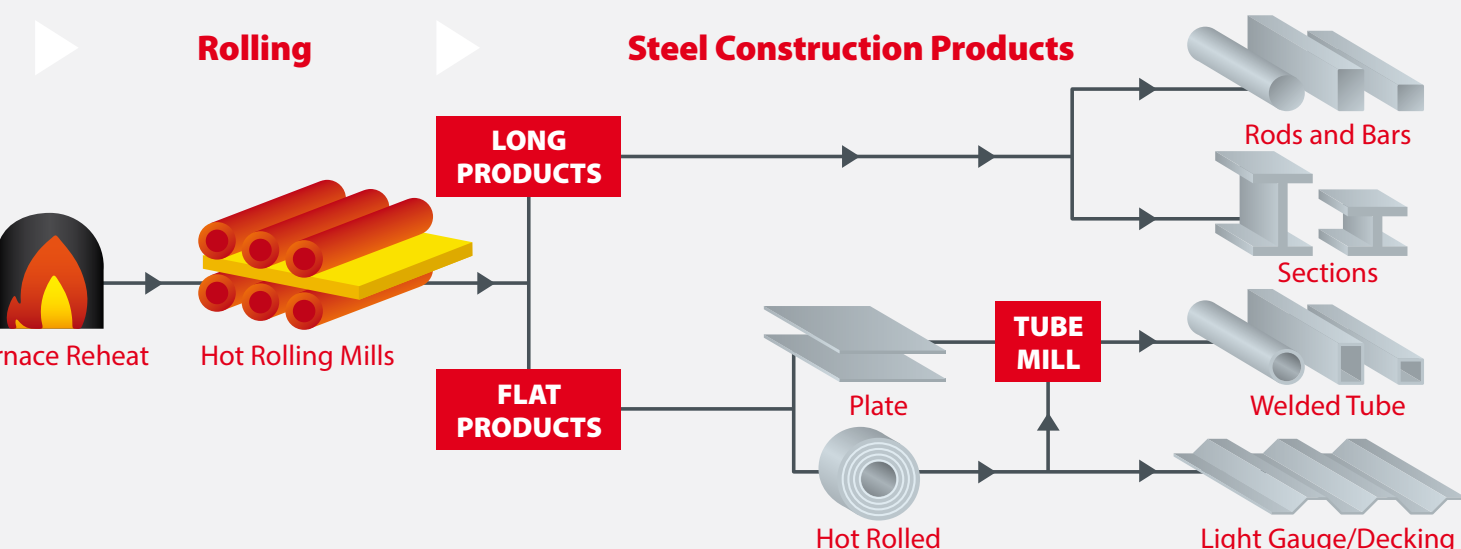 Rolling
Steel Construction Products
LONG
PRODUCTS
Rods and Bars
Sections
rnace Reheat
Hot Rolling Mills
FLAT
PRODUCTS
TUBE
MILL
Plate
Welded Tube
Hot Rolled
Light Gauge/Decking